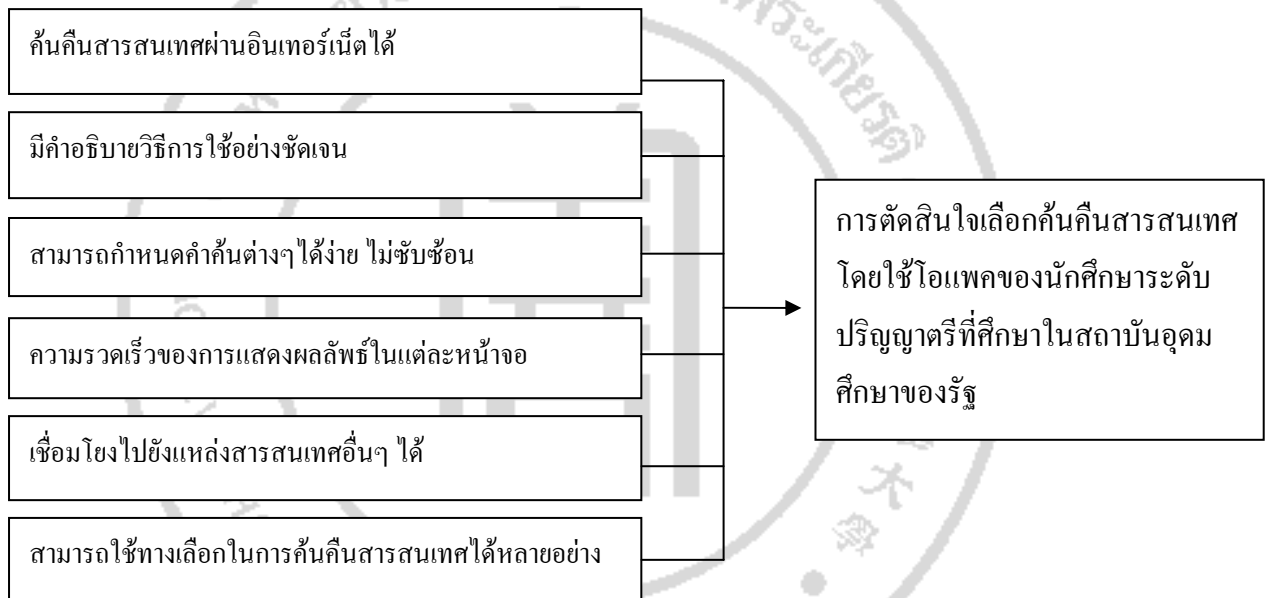 ค้นคืนสารสนเทศผ่านอินเทอร์เน็ตได้
มีคำอธิบายวิธีการใช้อย่างชัดเจน
สามารถกำหนดคำค้นต่างๆได้ง่าย ไม่ซับซ้อน
ความรวดเร็วของการแสดงผลลัพธ์ในแต่ละหน้าจอ
เชื่อมโยงไปยังแหล่งสารสนเทศอื่นๆ ได้
สามารถใช้ทางเลือกในการค้นคืนสารสนเทศได้หลายอย่าง
การตัดสินใจเลือกค้นคืนสารสนเทศ
โดยใช้โอแพคของนักศึกษาระดับ
ปริญญาตรีที่ศึกษาในสถาบันอุดม
ศึกษาของรัฐ